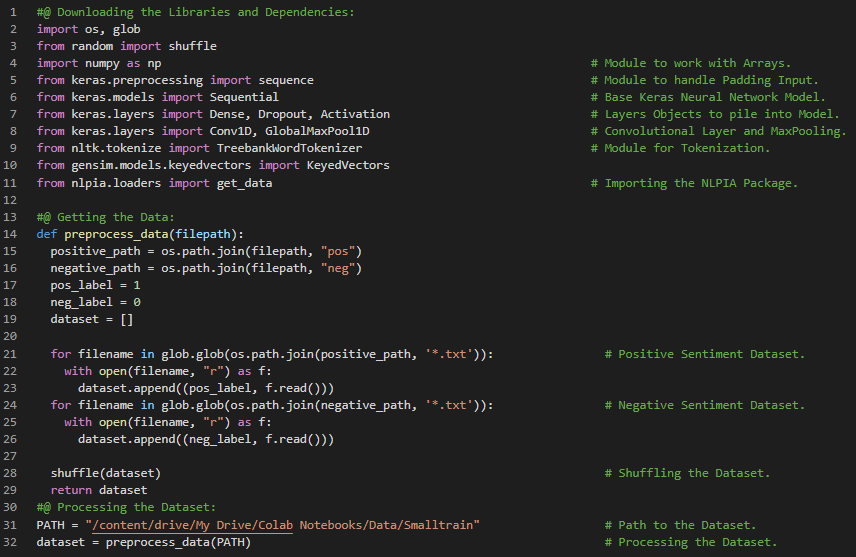 1 #@ Downloading the Libraries and Dependencies:
2 import os, glob
3 from random import shuffle
4 import numpy as np # Module to work with Arrays.
5 from keras.preprocessing import sequence # Module to handle Padding Input.
6 from keras.models import Sequential # Base Keras Neural Network Model.
7 from keras.layers import Dense, Dropout, Activation # Layers Objects to pile into Model.
8 from keras.layers import Conv1D, GlobalMaxPool1D # Convolutional Layer and MaxPooling.
9 from nltk.tokenize import TreebankWordTokenizer # Module for Tokenization.
10 from gensim.models.keyedvectors import KeyedVectors
11 from nlpia.loaders import get_data # Importing the NLPIA Package.
12
13 #@ Getting the Data:
14 def preprocess_data(filepath):
15 positive_path = os.path.join(filepath, "pos")
16 negative_path = os.path.join(filepath, "neg")
17 pos_label = 1
18 neg_label = 0
19 dataset = []
20
21 for filename in glob.glob(os.path.join(positive_path, '*.txt')): # Positive Sentiment Dataset.
22 with open(filename, "r") as f:
23 dataset.append((pos_label, f.read()))
24 for filename in glob.glob(os.path.join(negative_path, '*.txt')): # Negative Sentiment Dataset.
25 with open(filename, "r") as f:
26 dataset.append((neg_label, f.read()))
27
28 shuffle(dataset) # Shuffling the Dataset.
29 return dataset
30 #@ Processing the Dataset:
31 PATH = "/content/drive/My Drive/Colab Notebooks/Data/Smalltrain" # Path to the Dataset.
32 dataset = preprocess_data(PATH) # Processing the Dataset.